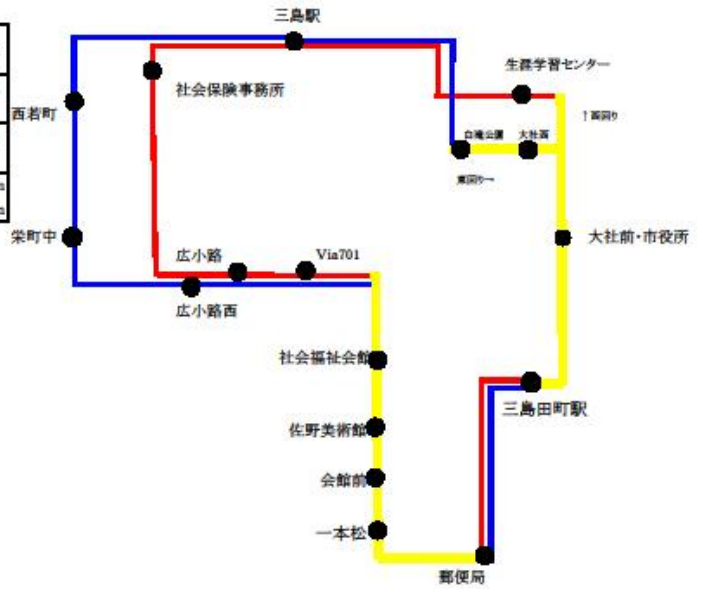 三島駅
生涯学習センター
社会保険事務所
西若町
↑西回り
白滝公園
大社西
東回り→
栄町中
大社前・市役所
広小路
Via701
広小路西
社会福祉会館
三島田町駅
佐野美術館
会館前
一本松
郵便局